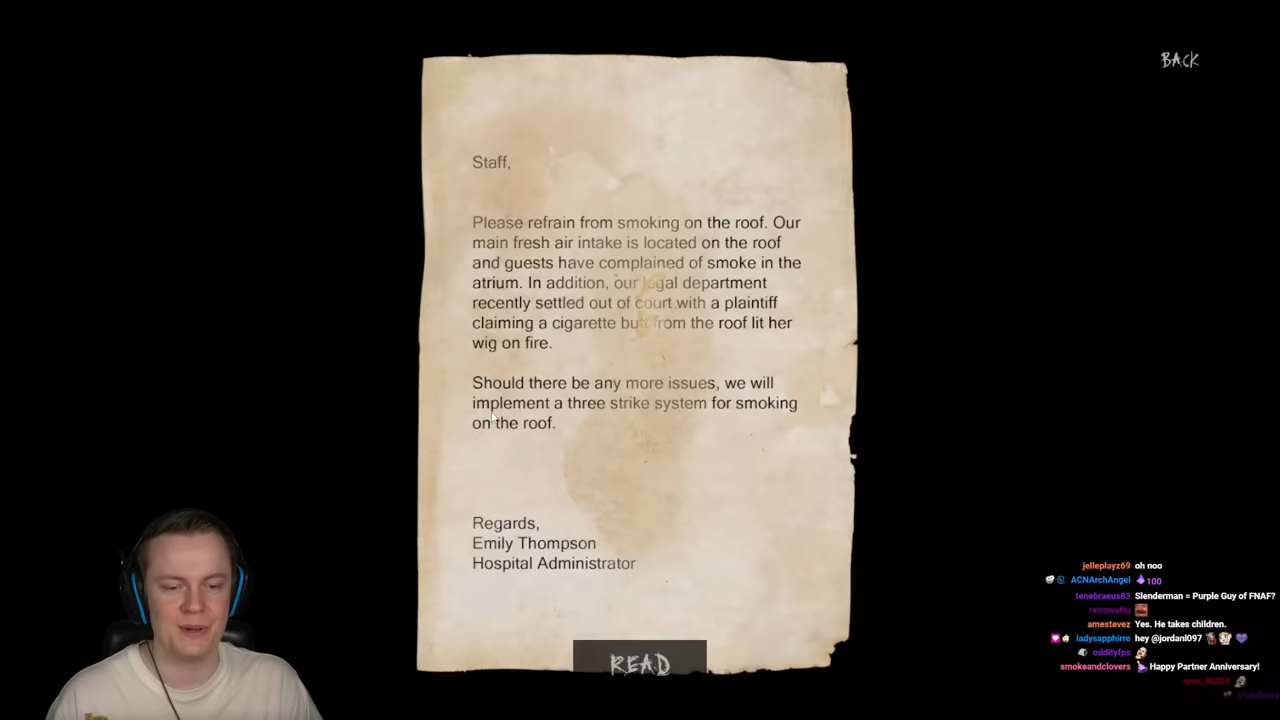 BACK
Staff,
Please refrain from smoking on the roof. Our
main fresh air intake is located on the roof
and guests have complained of smoke in the
atrium. In addition, our legal department
recently settled out of court with a plaintiff
claiming a cigarette butt from the roof lit her
wig on fire.
Should there be any more issues, we will
implement a three strike system for smoking
on the roof.
Regards,
Emily Thompson
Hospital Administrator
READ
jelleplayz69 oh noo
ACNArchAngel 100
tenebraeus83 Slenderman = Purple Guy of FNAF?
retrowaffu
amestevez Yes. He takes children.
ladysapphirre hey @jordanl097
oddityfps
smokeandclovers Happy Partner Anniversary!